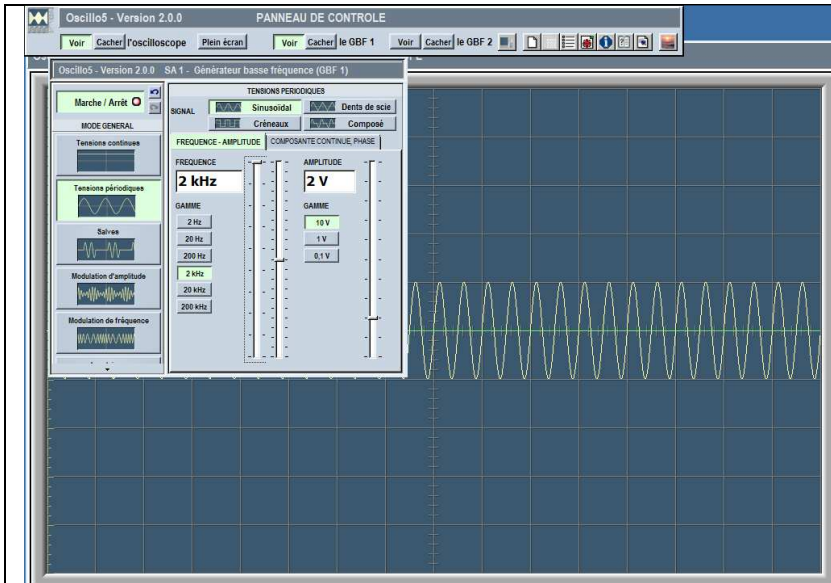 Oscillo5 - Version 2.0.0 PANNEAU DE CONTROLE
Voir Cacher l'oscilloscope Plein écran Voir Cacher le GBF 1 Voir Cacher le GBF 2
Oscillo5 - Version 2.0.0 SA 1 - Générateur basse fréquence (GBF 1)
Marche / Arrêt
MODE GENERAL
Tensions continues
Tensions périodiques
Salves
Modulation d'amplitude
Modulation de fréquence
TENSIONS PERIODIQUES
SIGNAL Sinusoïdal Dents de scie
Créneaux Composé
FREQUENCE - AMPLITUDE COMPOSANTE CONTINUE, PHASE
FREQUENCE AMPLITUDE
2 kHz 2 V
GAMME GAMME
2 Hz 10 V
20 Hz 1 V
200 Hz 0,1 V
2 kHz
20 kHz
200 kHz